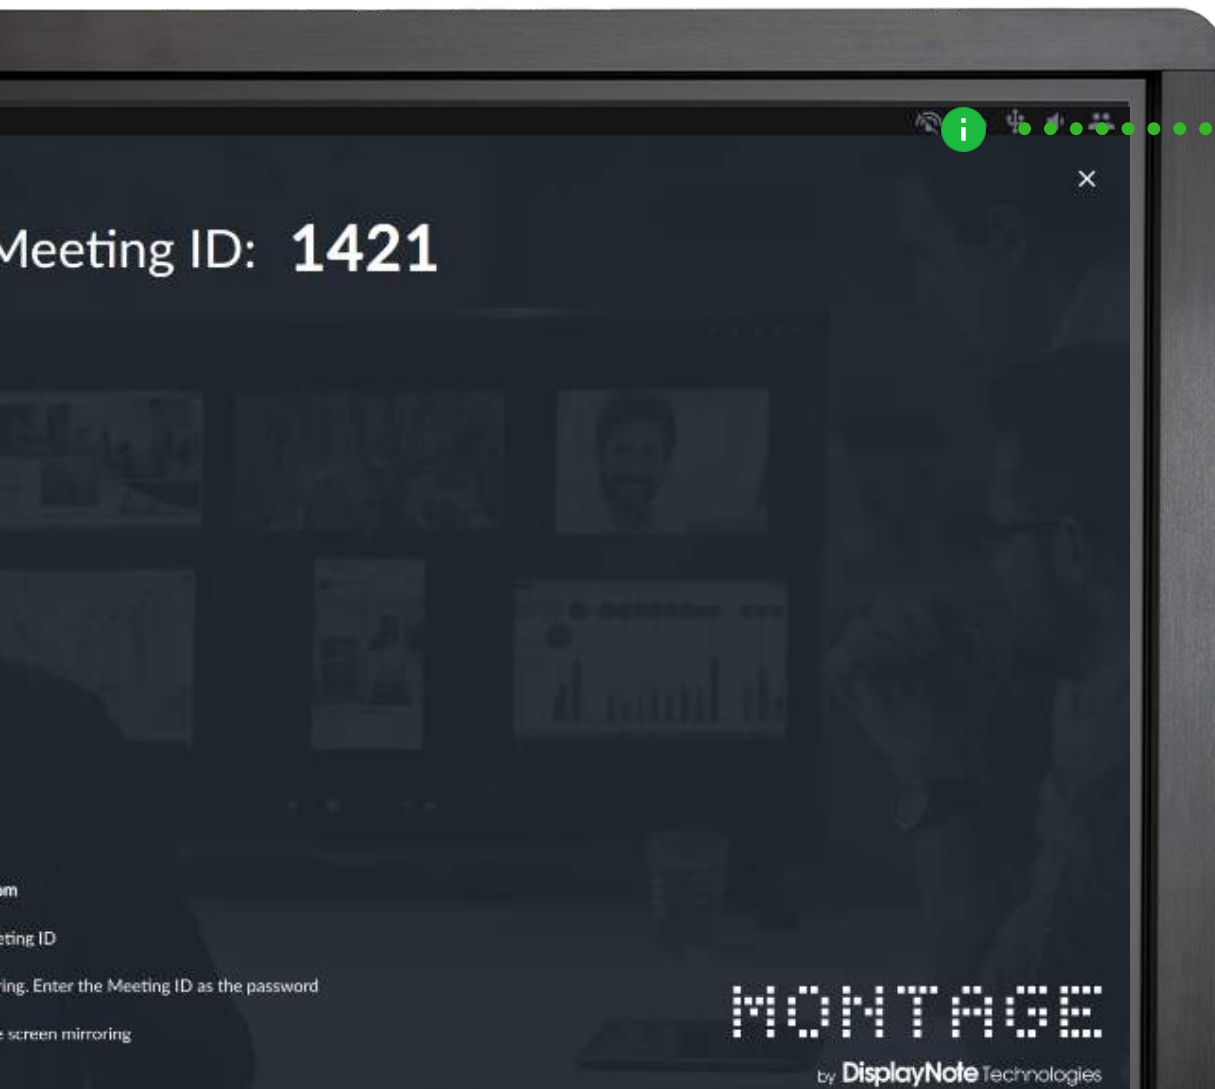 i
Meeting ID: 1421
om
eting ID
ring. Enter the Meeting ID as the password
e screen mirroring
MONTAGE
by DisplayNote Technologies